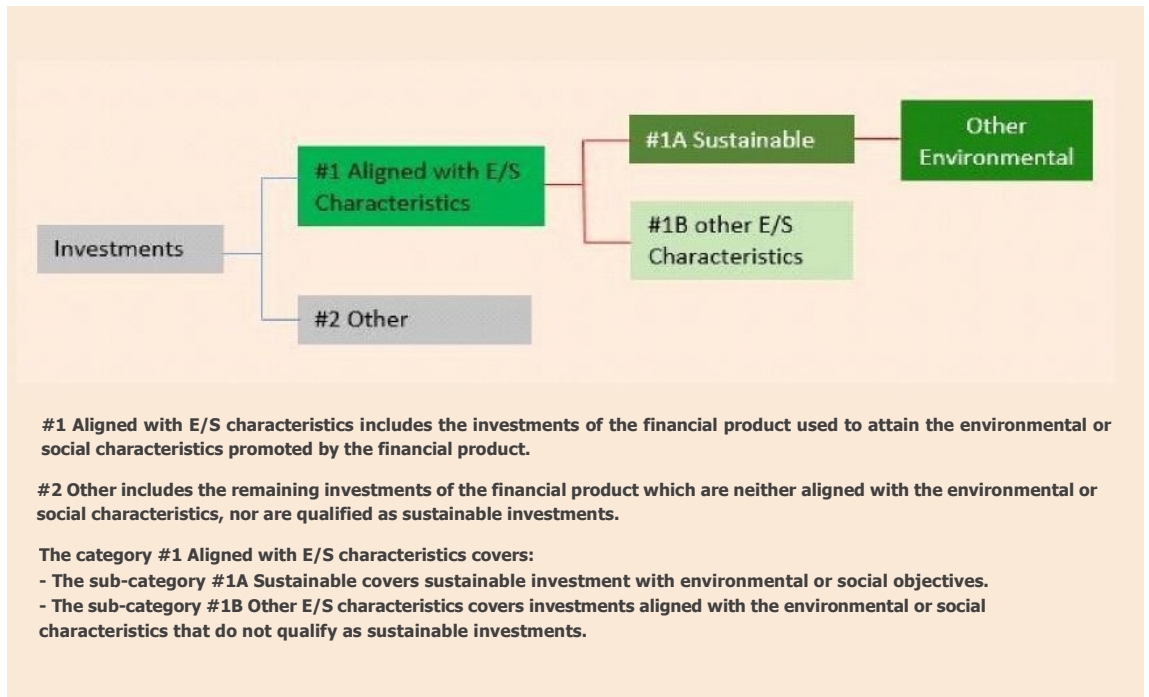 Other
Environmental
#1A Sustainable
#1 Aligned with E/S
Characteristics
#1B other E/S
Characteristics
Investments
#2 Other
#1 Aligned with E/S characteristics includes the investments of the financial product used to attain the environmental or
social characteristics promoted by the financial product.
#2 Other includes the remaining investments of the financial product which are neither aligned with the environmental or
social characteristics, nor are qualified as sustainable investments.
The category #1 Aligned with E/S characteristics covers:
- The sub-category #1A Sustainable covers sustainable investment with environmental or social objectives.
- The sub-category #1B Other E/S characteristics covers investments aligned with the environmental or social
characteristics that do not qualify as sustainable investments.